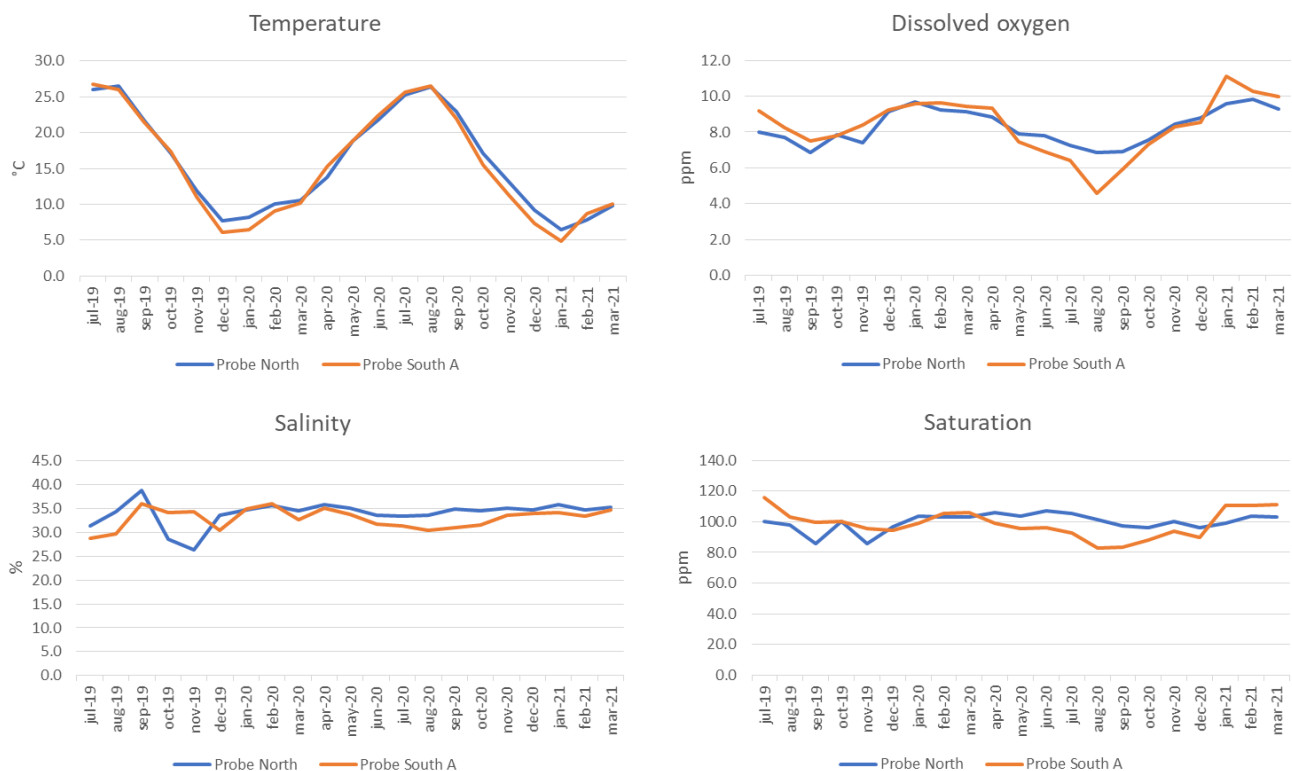 Temperature
30.0
25.0
20.0
15.0
10.0
5.0
0.0
°C
jul-19 aug-19 sep-19 oct-19 nov-19 dec-19 jan-20 feb-20 mar-20 apr-20 may-20 jun-20 jul-20 aug-20 sep-20 oct-20 nov-20 dec-20 jan-21 feb-21 mar-21
Probe North Probe South A
Dissolved oxygen
12.0
10.0
8.0
6.0
4.0
2.0
0.0
ppm
jul-19 aug-19 sep-19 oct-19 nov-19 dec-19 jan-20 feb-20 mar-20 apr-20 may-20 jun-20 jul-20 aug-20 sep-20 oct-20 nov-20 dec-20 jan-21 feb-21 mar-21
Probe North Probe South A
Salinity
45.0
40.0
35.0
30.0
25.0
20.0
15.0
10.0
5.0
0.0
%
jul-19 aug-19 sep-19 oct-19 nov-19 dec-19 jan-20 feb-20 mar-20 apr-20 may-20 jun-20 jul-20 aug-20 sep-20 oct-20 nov-20 dec-20 jan-21 feb-21 mar-21
Probe North Probe South A
Saturation
140.0
120.0
100.0
80.0
60.0
40.0
20.0
0.0
ppm
jul-19 aug-19 sep-19 oct-19 nov-19 dec-19 jan-20 feb-20 mar-20 apr-20 may-20 jun-20 jul-20 aug-20 sep-20 oct-20 nov-20 dec-20 jan-21 feb-21 mar-21
Probe North Probe South A